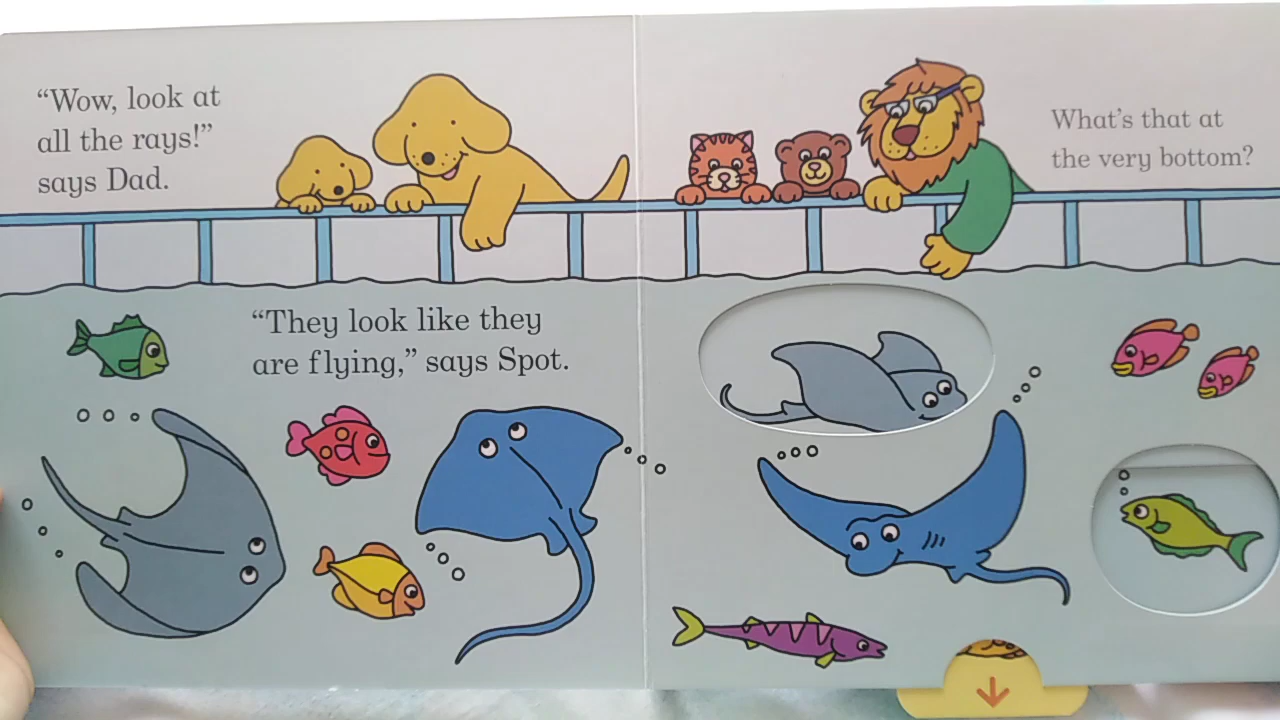 “Wow, look at
all the rays!”
says Dad.
“They look like they
are flying,” says Spot.
What’s that at
the very bottom?